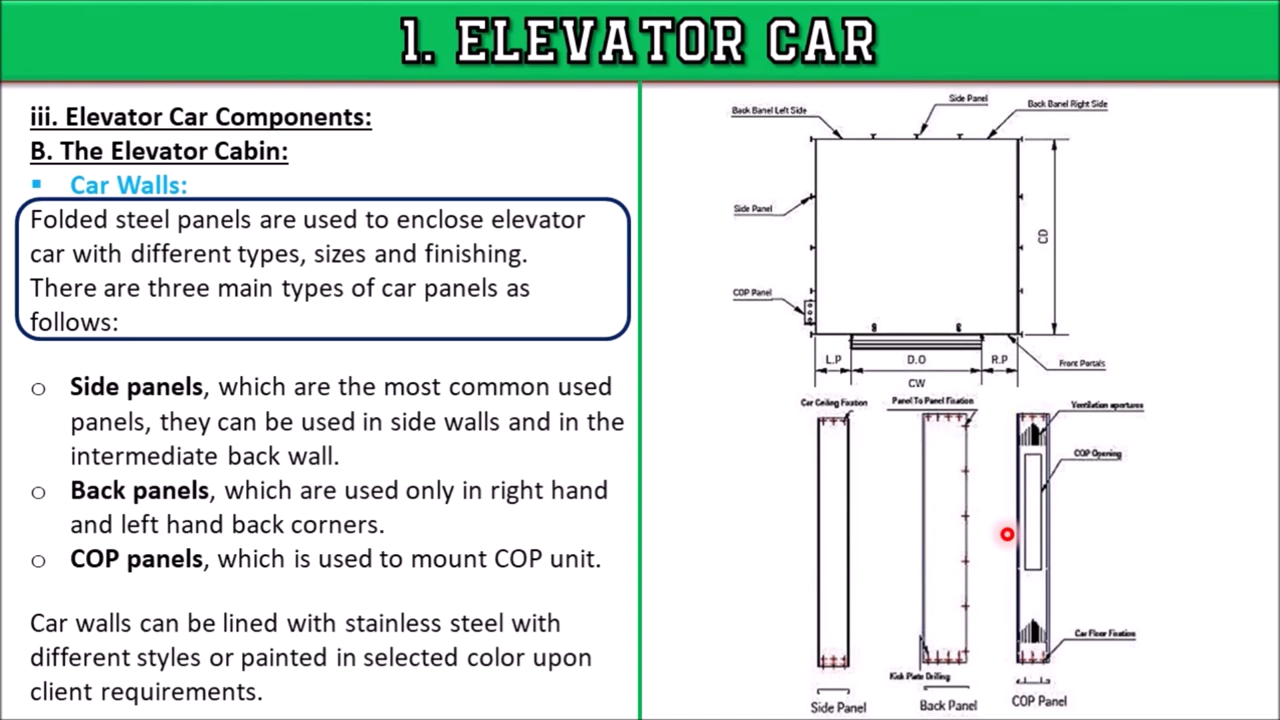 1. ELEVATOR CAR
iii. Elevator Car Components:
B. The Elevator Cabin:
▪ Car Walls:
Folded steel panels are used to enclose elevator
car with different types, sizes and finishing.
There are three main types of car panels as
follows:
o Side panels, which are the most common used
panels, they can be used in side walls and in the
intermediate back wall.
o Back panels, which are used only in right hand
and left hand back corners.
o COP panels, which is used to mount COP unit.
Car walls can be lined with stainless steel with
different styles or painted in selected color upon
client requirements.
Side Panel
Back Banel Left Side
Back Banel Right Side
Side Panel
CD
COP Panel
L.P
D.O
R.P
Front Portals
CW
Car Ceiling Fixation
Panel To Panel Fixation
Ventilation apertures
COP Opening
Car Floor Fixation
Kick Plate Drilling
Side Panel
Back Panel
COP Panel